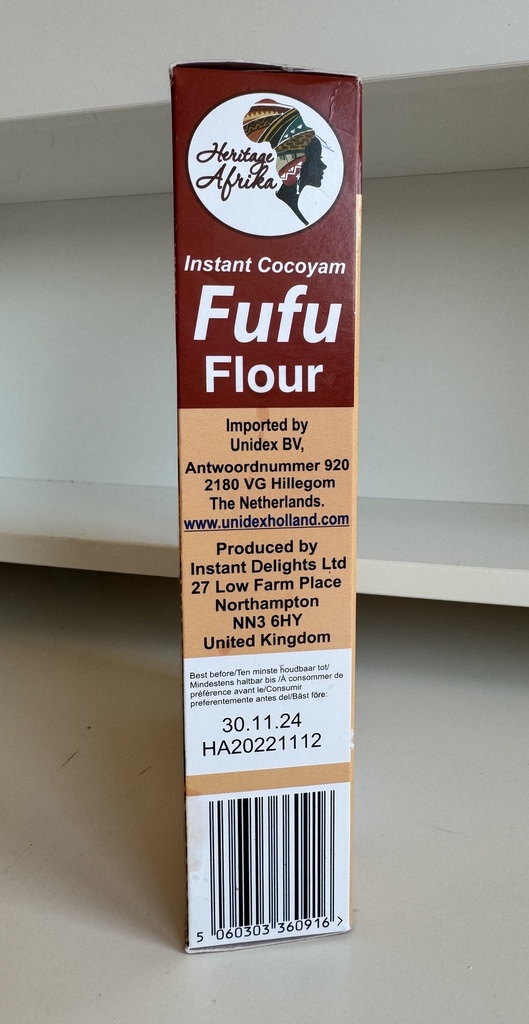 Heritage
Afrika
Instant Cocoyam
Fufu
Flour
Imported by
Unidex BV,
Antwoordnummer 920
2180 VG Hillegom
The Netherlands.
www.unidexholland.com
Produced by
Instant Delights Ltd
27 Low Farm Place
Northampton
NN3 6HY
United Kingdom
Best before/Ten minste houdbaar tot/
Mindestens haltbar bis /À consommer de
préférence avant le/Consumir
preferentemente antes del/Bäst före:
30.11.24
HA20221112
5 060303 360916 >